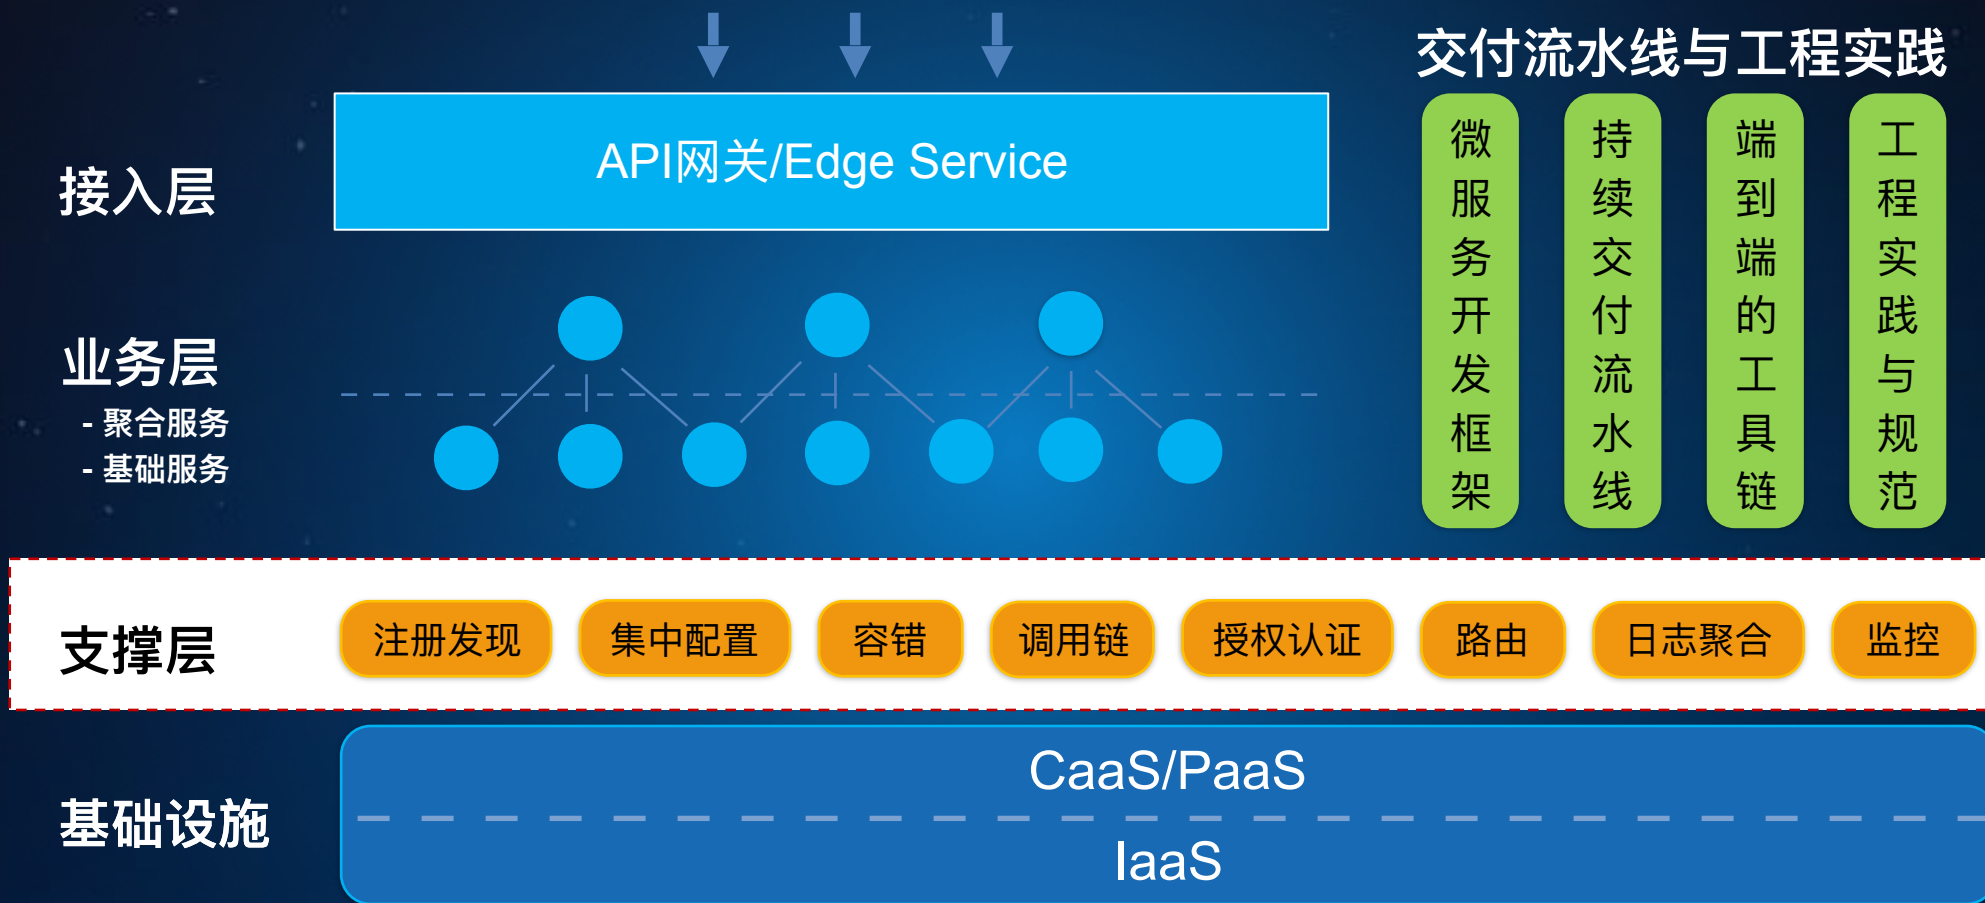 交付流水线与工程实践
接入层
API网关/Edge Service
微服务开发框架
持续交付流水线
端到端的工具链
工程实践与规范
业务层
- 聚合服务
- 基础服务
支撑层
注册发现
集中配置
容错
调用链
授权认证
路由
日志聚合
监控
基础设施
CaaS/PaaS
IaaS